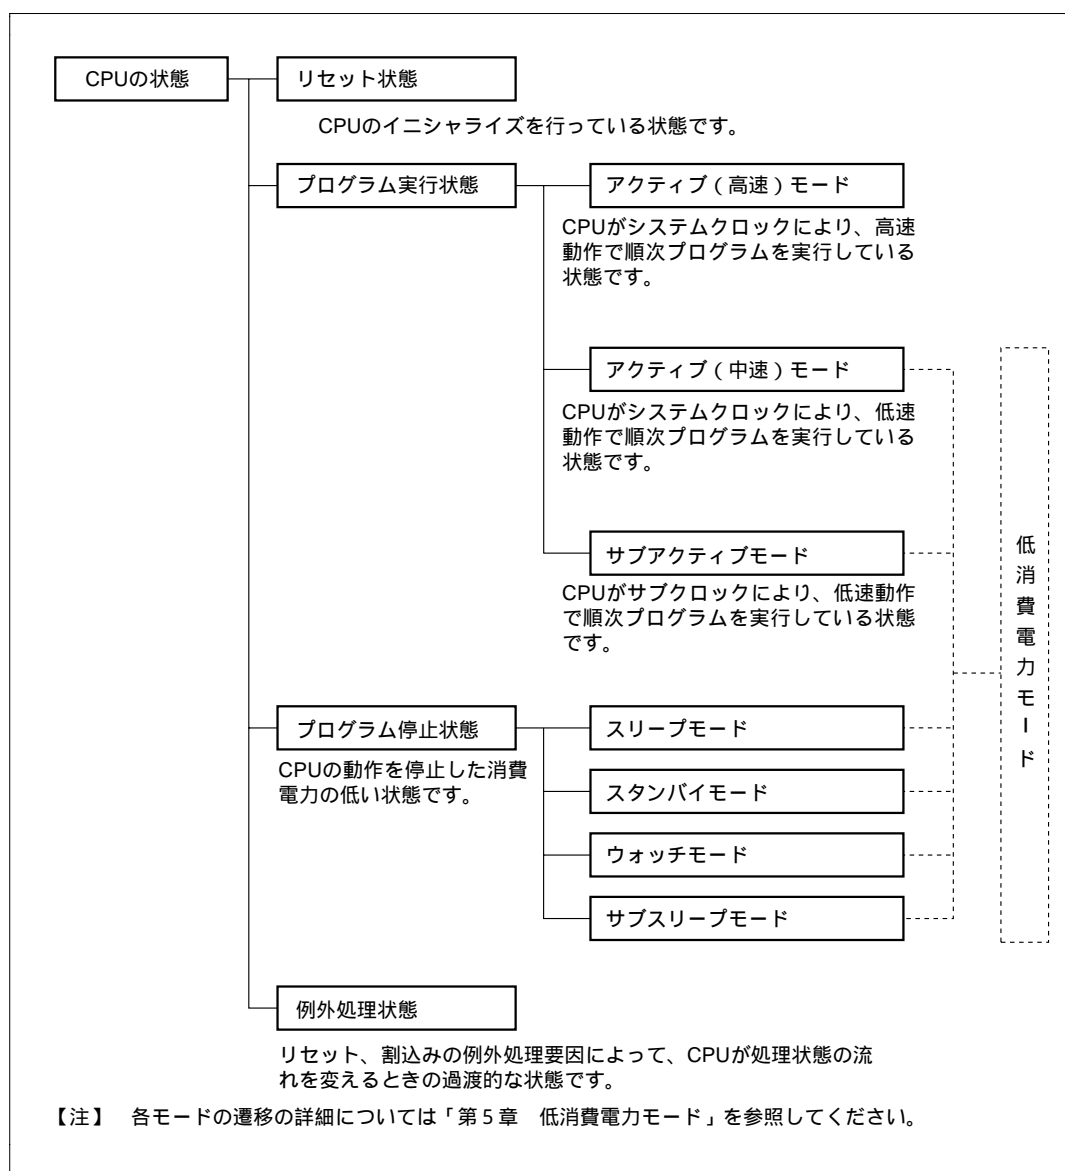 CPUの状態
リセット状態
CPUのイニシャライズを行っている状態です。
プログラム実行状態
アクティブ（高速）モード
CPUがシステムクロックにより、高速
動作で順次プログラムを実行している
状態です。
アクティブ（中速）モード
CPUがシステムクロックにより、低速
動作で順次プログラムを実行している
状態です。
サブアクティブモード
CPUがサブクロックにより、低速動作
で順次プログラムを実行している状態
です。
低消費電力モード
プログラム停止状態
CPUの動作を停止した消費
電力の低い状態です。
スリープモード
スタンバイモード
ウォッチモード
サブスリープモード
例外処理状態
リセット、割込みの例外処理要因によって、CPUが処理状態の流
れを変えるときの過渡的な状態です。
【注】　各モードの遷移の詳細については「第５章　低消費電力モード」を参照してください。